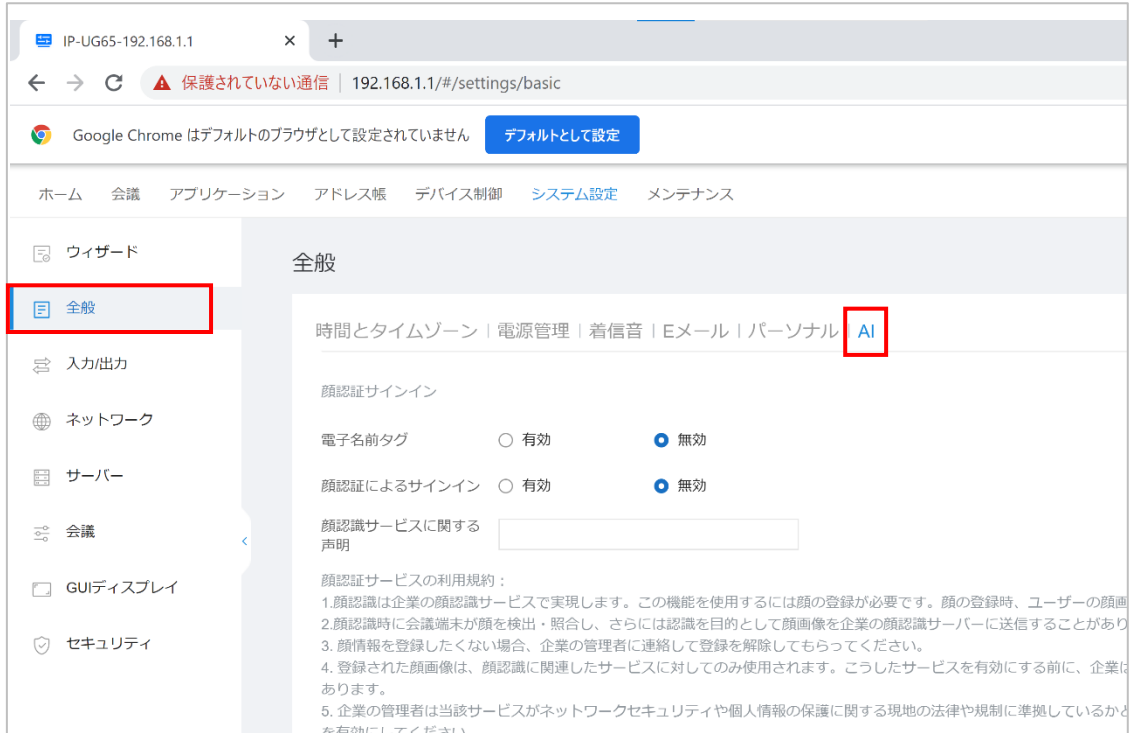 IP-UG65-192.168.1.1
保護されていない通信 192.168.1.1/#/settings/basic
Google Chrome はデフォルトのブラウザとして設定されていません デフォルトとして設定
ホーム 会議 アプリケーション アドレス帳 デバイス制御 システム設定 メンテナンス
ウィザード
全般
入力/出力
ネットワーク
サーバー
会議
GUIディスプレイ
セキュリティ
全般
時間とタイムゾーン | 電源管理 | 着信音 | Eメール | パーソナル | AI
顔認証サインイン
電子名前タグ 有効 無効
顔認証によるサインイン 有効 無効
顔認識サービスに関する
声明
顔認証サービスの利用規約：
1.顔認識は企業の顔認識サービスで実現します。この機能を使用するには顔の登録が必要です。顔の登録時、ユーザーの顔画
2.顔認識時に会議端末が顔を検出・照合し、さらには認識を目的として顔画像を企業の顔認識サーバーに送信することがあり
3. 顔情報を登録したくない場合、企業の管理者に連絡して登録を解除してもらってください。
4. 登録された顔画像は、顔認識に関連したサービスに対してのみ使用されます。こうしたサービスを有効にする前に、企業は
あります。
5. 企業の管理者は当該サービスがネットワークセキュリティや個人情報の保護に関する現地の法律や規制に準拠しているかと
を有効にしてください。